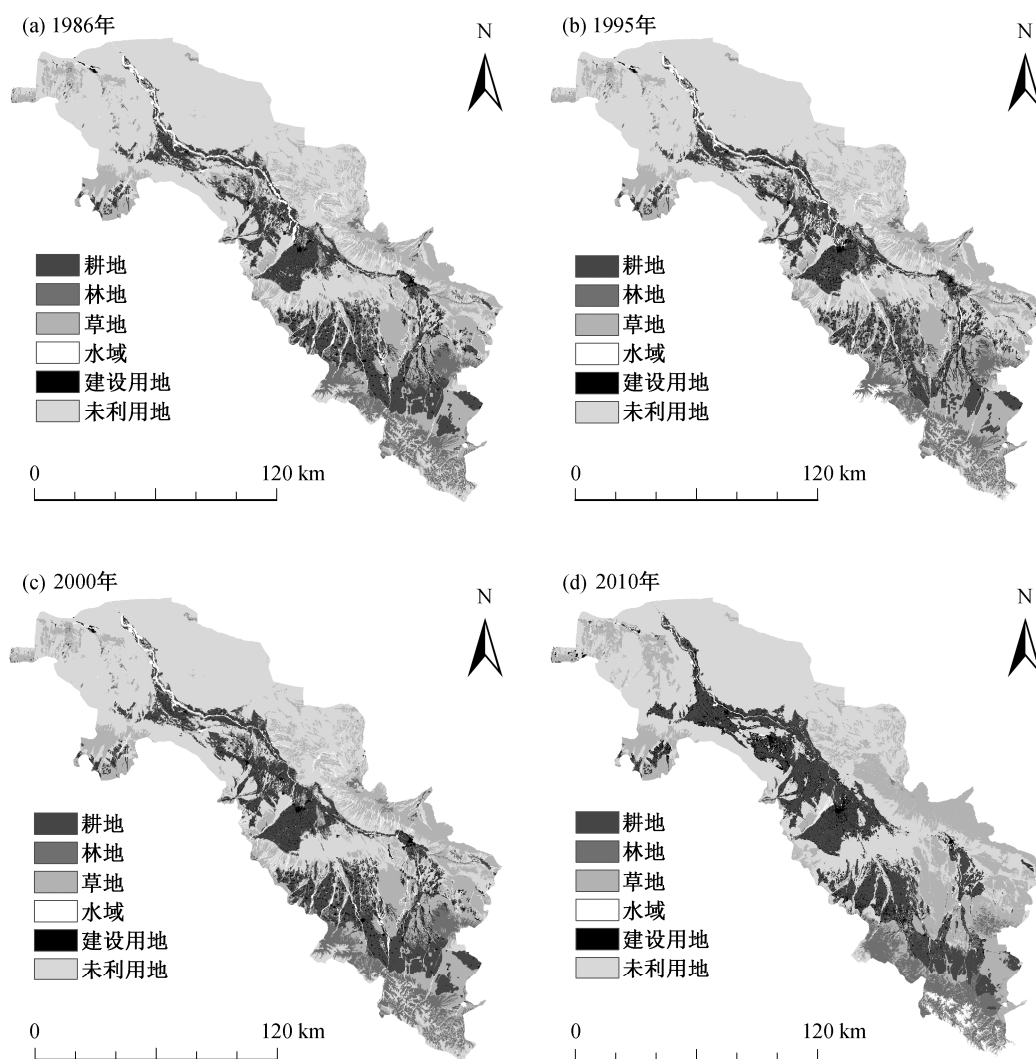 (a) 1986年
N
耕地
林地
草地
水域
建设用地
未利用地
0 120 km
(b) 1995年
N
耕地
林地
草地
水域
建设用地
未利用地
0 120 km
(c) 2000年
N
耕地
林地
草地
水域
建设用地
未利用地
0 120 km
(d) 2010年
N
耕地
林地
草地
水域
建设用地
未利用地
0 120 km